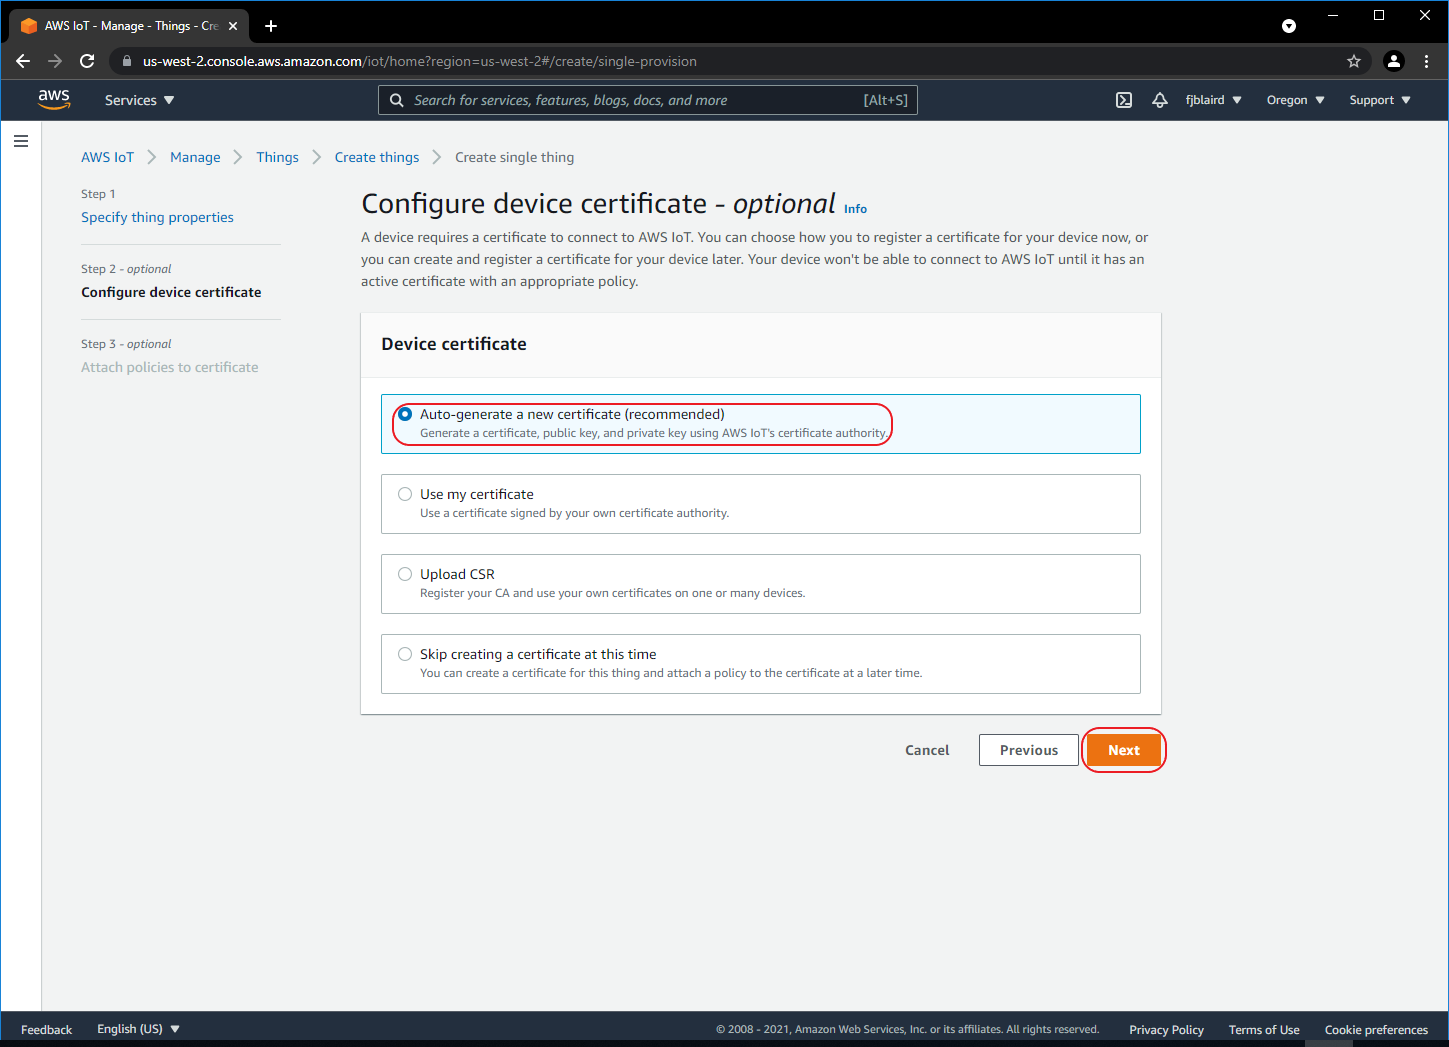 AWS IoT - Manage - Things - Cre
us-west-2.console.aws.amazon.com/iot/home?region=us-west-2#/create/single-provision
aws
Services
Search for services, features, blogs, docs, and more
[Alt+S]
fjblaird
Oregon
Support
AWS IoT
Manage
Things
Create things
Create single thing
Step 1
Specify thing properties
Step 2 - optional
Configure device certificate
Step 3 - optional
Attach policies to certificate
Configure device certificate - optional Info
A device requires a certificate to connect to AWS IoT. You can choose how you to register a certificate for your device now, or
you can create and register a certificate for your device later. Your device won't be able to connect to AWS IoT until it has an
active certificate with an appropriate policy.
Device certificate
Auto-generate a new certificate (recommended)
Generate a certificate, public key, and private key using AWS IoT's certificate authority.
Use my certificate
Use a certificate signed by your own certificate authority.
Upload CSR
Register your CA and use your own certificates on one or many devices.
Skip creating a certificate at this time
You can create a certificate for this thing and attach a policy to the certificate at a later time.
Cancel
Previous
Next
Feedback
English (US)
© 2008 - 2021, Amazon Web Services, Inc. or its affiliates. All rights reserved.
Privacy Policy
Terms of Use
Cookie preferences